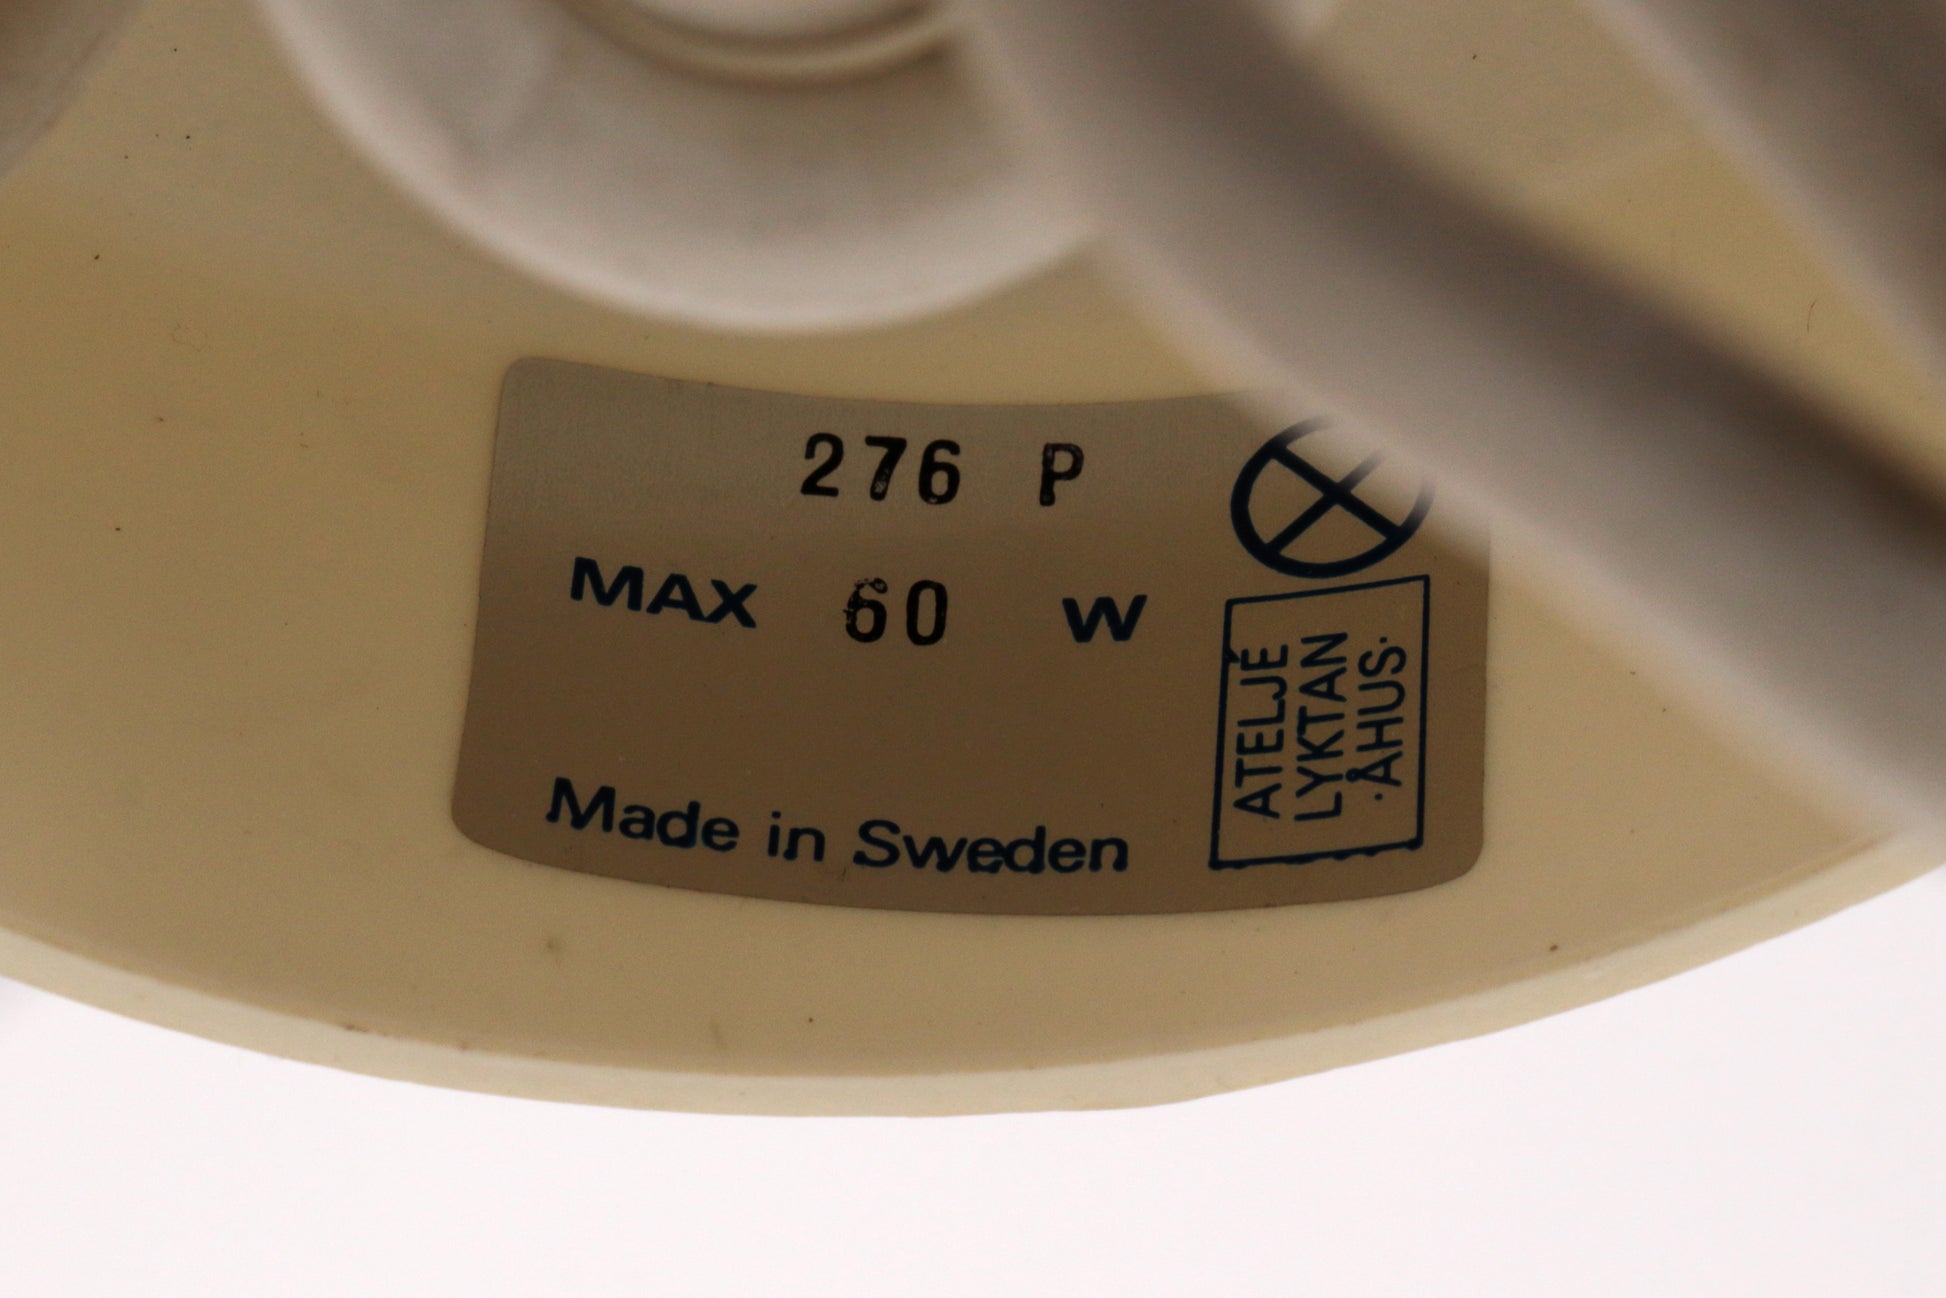 276 P
MAX 60 W
Made in Sweden
ATELJÉ
LYKTAN
·ÅHUS·